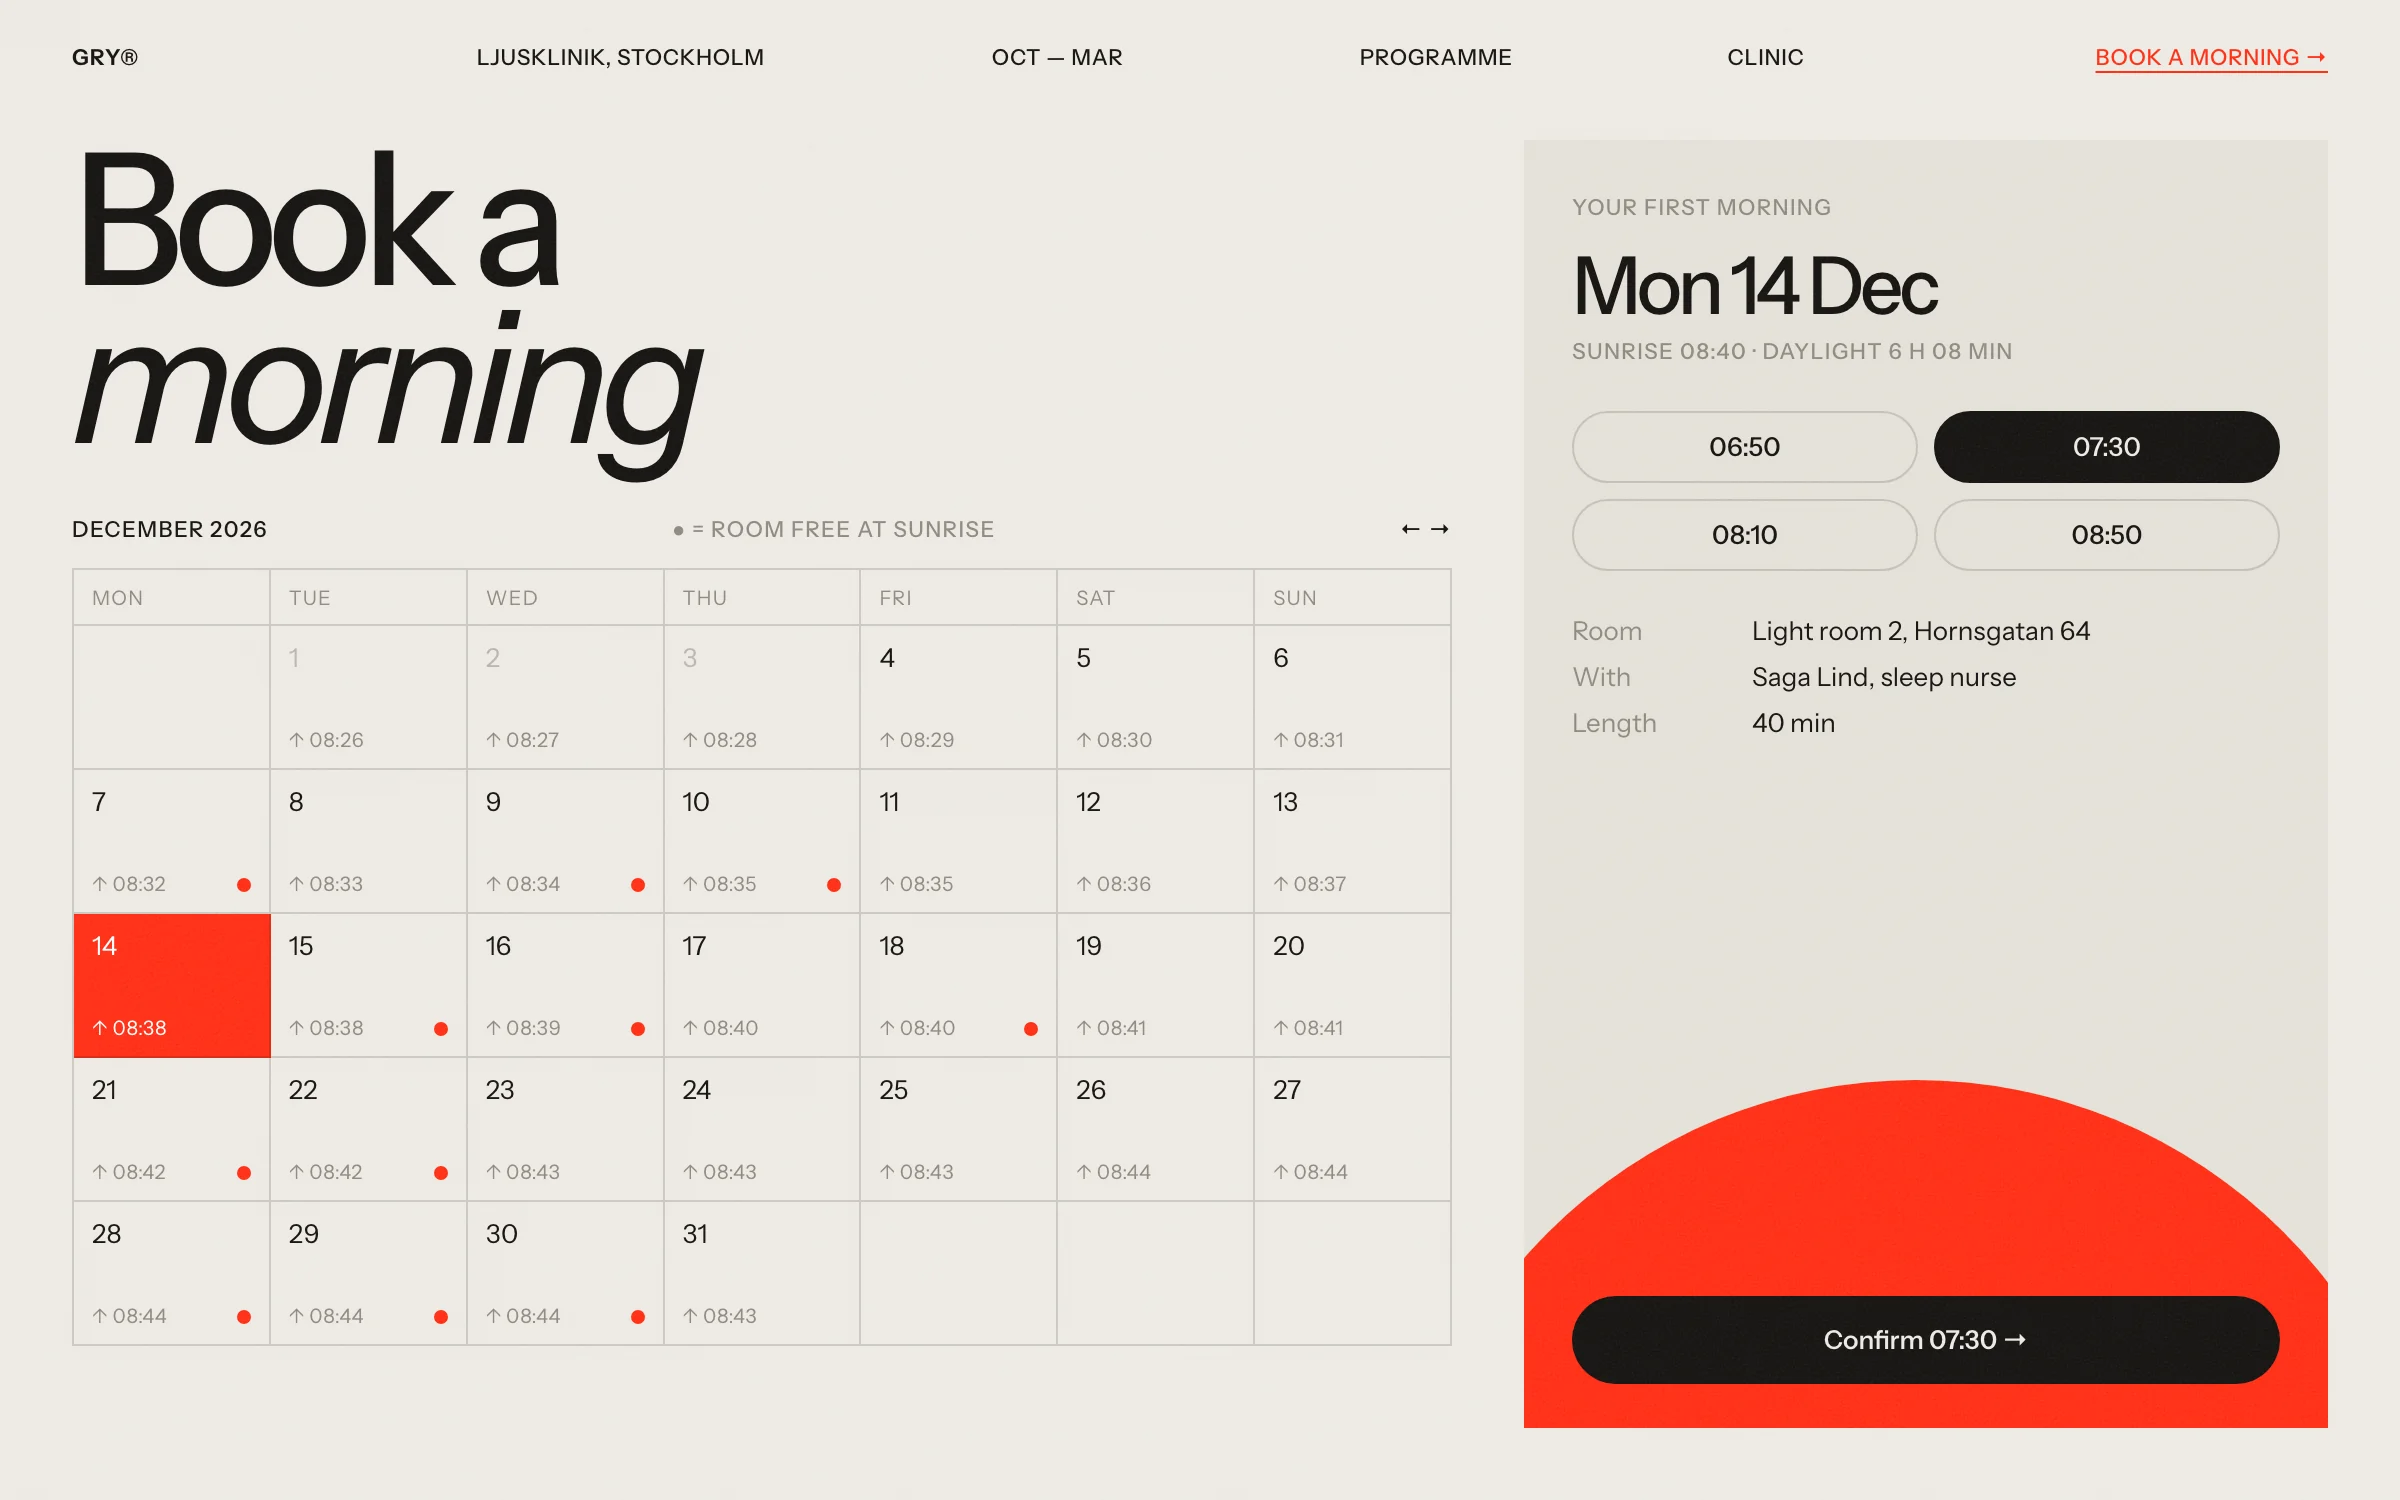 GRY®
LJUSKLINIK, STOCKHOLM
OCT — MAR
PROGRAMME
CLINIC
BOOK A MORNING →
Book a
morning
DECEMBER 2026
● = ROOM FREE AT SUNRISE
← →
MON TUE WED THU FRI SAT SUN
1 2 3 4 5 6
↑ 08:26 ↑ 08:27 ↑ 08:28 ↑ 08:29 ↑ 08:30 ↑ 08:31
7 8 9 10 11 12 13
↑ 08:32 ↑ 08:33 ↑ 08:34 ↑ 08:35 ↑ 08:35 ↑ 08:36 ↑ 08:37
14 15 16 17 18 19 20
↑ 08:38 ↑ 08:38 ↑ 08:39 ↑ 08:40 ↑ 08:40 ↑ 08:41 ↑ 08:41
21 22 23 24 25 26 27
↑ 08:42 ↑ 08:42 ↑ 08:43 ↑ 08:43 ↑ 08:43 ↑ 08:44 ↑ 08:44
28 29 30 31
↑ 08:44 ↑ 08:44 ↑ 08:44 ↑ 08:43
YOUR FIRST MORNING
Mon 14 Dec
SUNRISE 08:40 · DAYLIGHT 6 H 08 MIN
06:50 07:30
08:10 08:50
Room Light room 2, Hornsgatan 64
With Saga Lind, sleep nurse
Length 40 min
Confirm 07:30 →